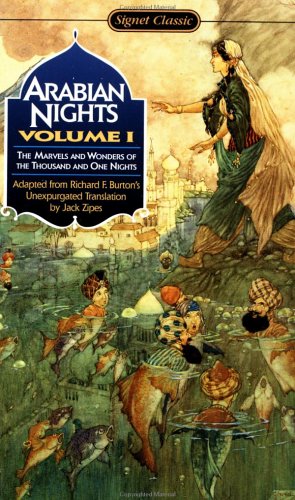 Signet Classic
ARABIAN
NIGHTS
VOLUME I
THE MARVELS AND WONDERS OF
THE THOUSAND AND ONE NIGHTS
Adapted from Richard F. Burton's
Unexpurgated Translation
by Jack Zipes